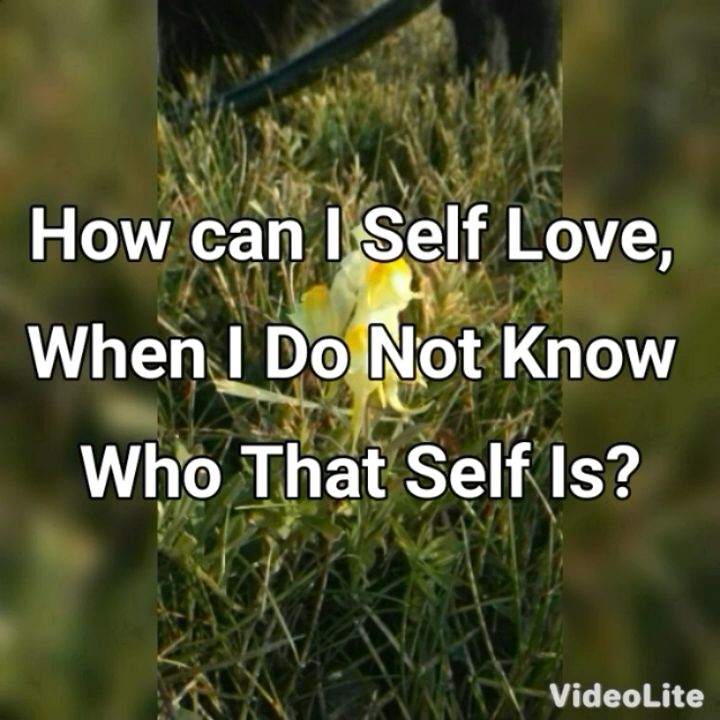 How can I Self Love,
When I Do Not Know
Who That Self Is?
VideoLite